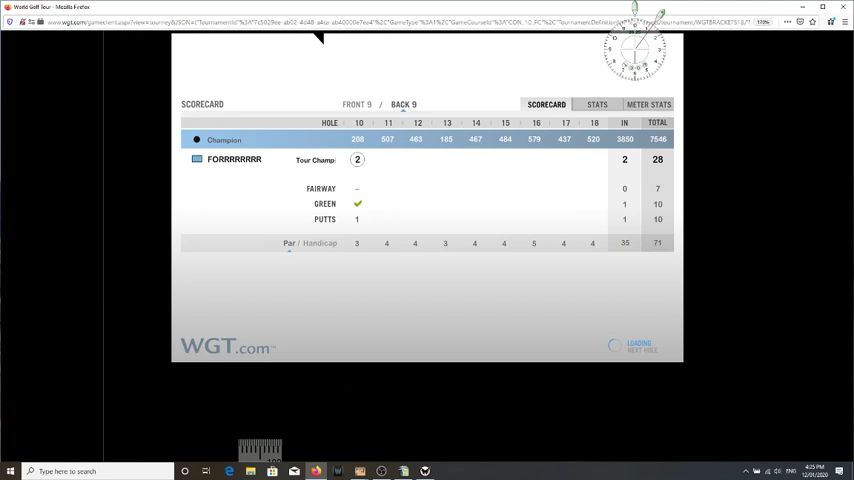 World Golf Tour - Mozilla Firefox
170%
SCORECARD FRONT 9 / BACK 9 SCORECARD STATS METER STATS
HOLE 10 11 12 13 14 15 16 17 18 IN TOTAL
Champion 208 507 463 185 467 484 579 437 520 3850 7546
FORRRRRRRR Tour Champi 2 2 28
FAIRWAY – 0 7
GREEN 1 10
PUTTS 1 1 10
Par / Handicap 3 4 4 3 4 4 5 4 4 35 71
WGT.com
LOADING
NEXT HOLE
Type here to search
ENG
4:25 PM
12/01/2020